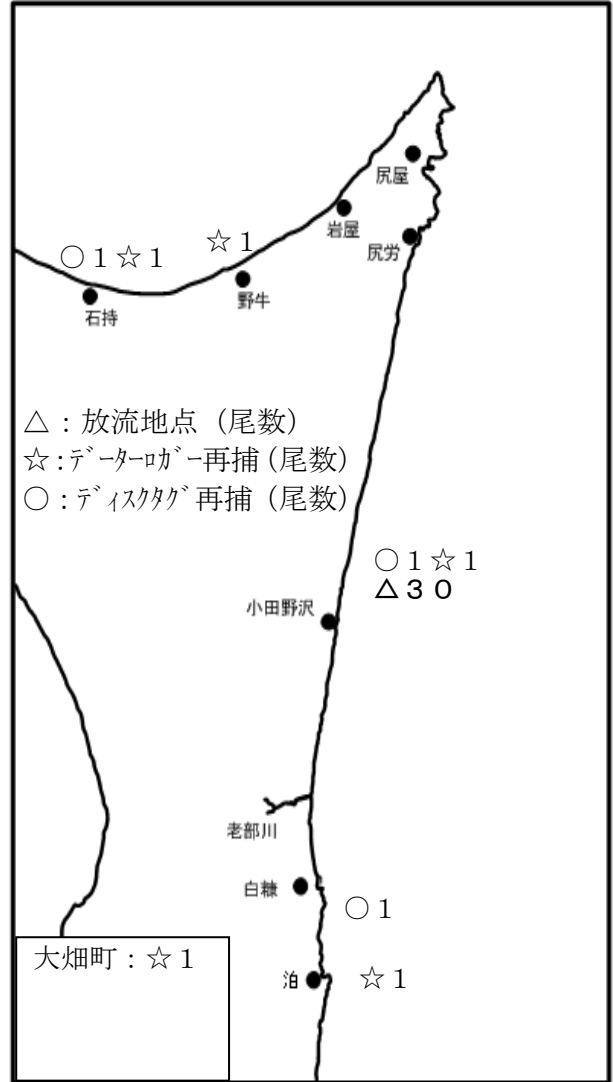 尻屋
岩屋
尻労
○１☆１
☆１
野牛
石持
△：放流地点（尾数）
☆：ﾃﾞｰﾀｰﾛｶﾞｰ再捕（尾数）
○：ﾃﾞｨｽｸﾀｸﾞ再捕（尾数）
○１☆１
△３０
小田野沢
老部川
白糠
○１
大畑町：☆１
泊
☆１